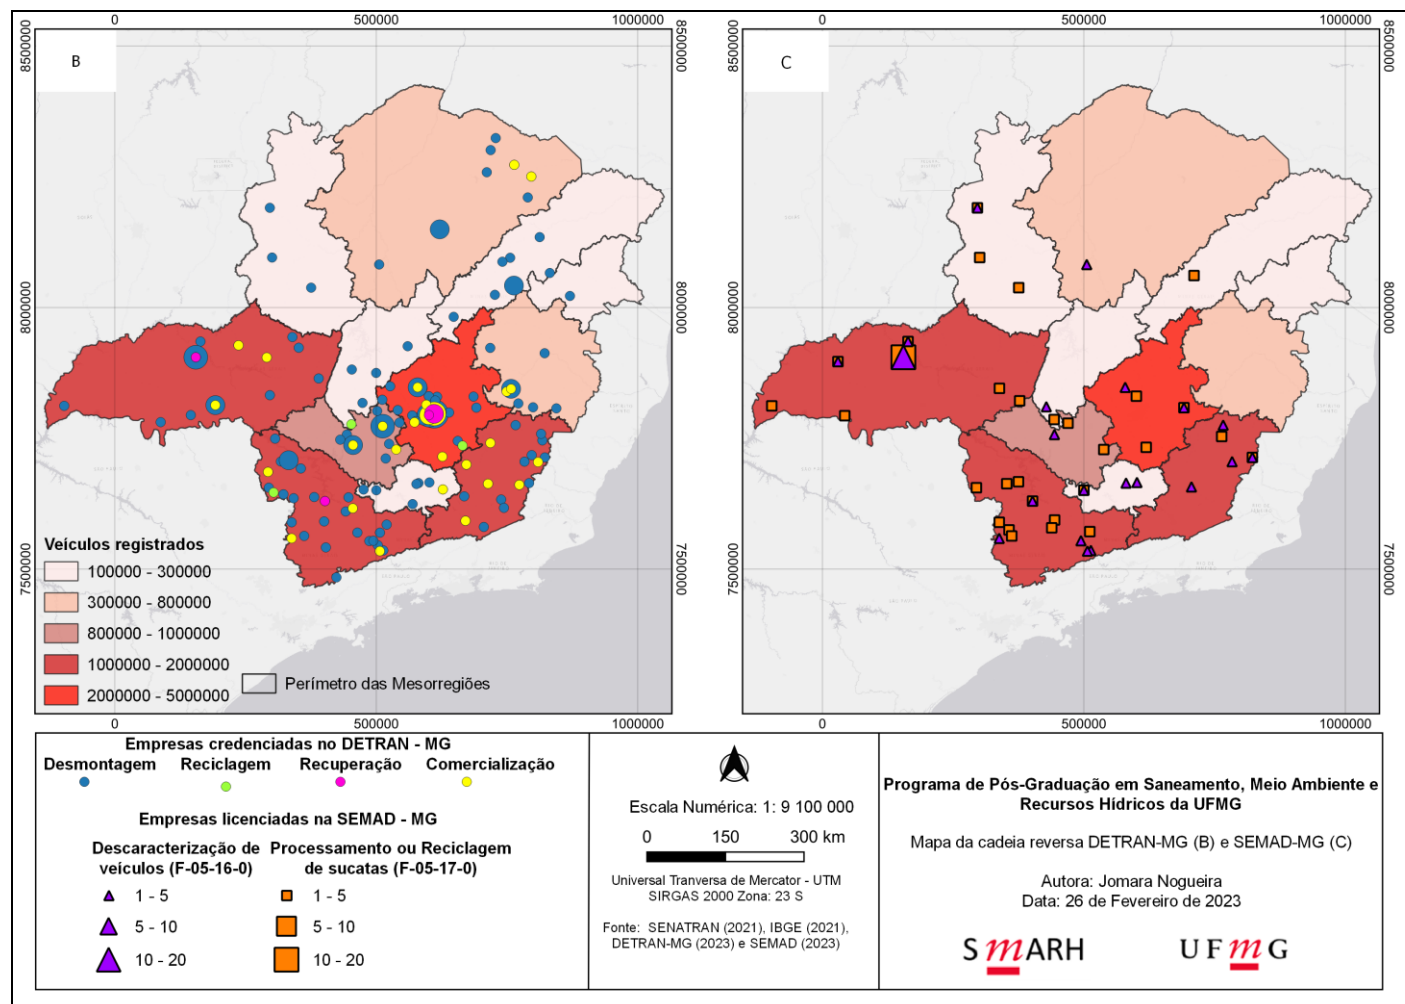 0 500000 1000000
0 500000 1000000
8500000
8500000
8500000
B
C
8000000
8000000
8000000
7500000
7500000
7500000
Veículos registrados
100000 - 300000
300000 - 800000
800000 - 1000000
1000000 - 2000000
2000000 - 5000000
Perímetro das Mesorregiões
0 500000 1000000
0 500000 1000000
Empresas credenciadas no DETRAN - MG
Desmontagem Reciclagem Recuperação Comercialização
Empresas licenciadas na SEMAD - MG
Descaracterização de
veículos (F-05-16-0)
1 - 5
5 - 10
10 - 20
Processamento ou Reciclagem
de sucatas (F-05-17-0)
1 - 5
5 - 10
10 - 20
Escala Numérica: 1: 9 100 000
0 150 300 km
Universal Tranversa de Mercator - UTM
SIRGAS 2000 Zona: 23 S
Fonte: SENATRAN (2021), IBGE (2021),
DETRAN-MG (2023) e SEMAD (2023)
Programa de Pós-Graduação em Saneamento, Meio Ambiente e
Recursos Hídricos da UFMG
Mapa da cadeia reversa DETRAN-MG (B) e SEMAD-MG (C)
Autora: Jomara Nogueira
Data: 26 de Fevereiro de 2023
SmARH
UFmG